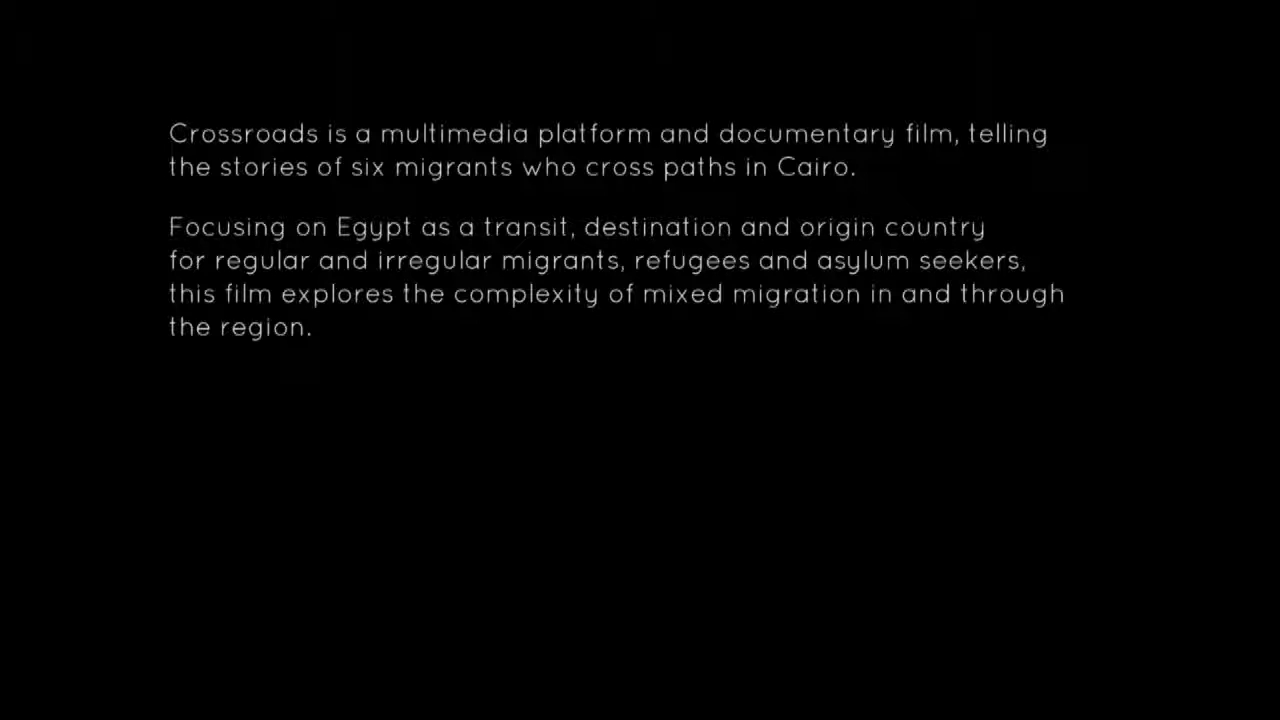 Crossroads is a multimedia platform and documentary film, telling
the stories of six migrants who cross paths in Cairo.
Focusing on Egypt as a transit, destination and origin country
for regular and irregular migrants, refugees and asylum seekers,
this film explores the complexity of mixed migration in and through
the region.